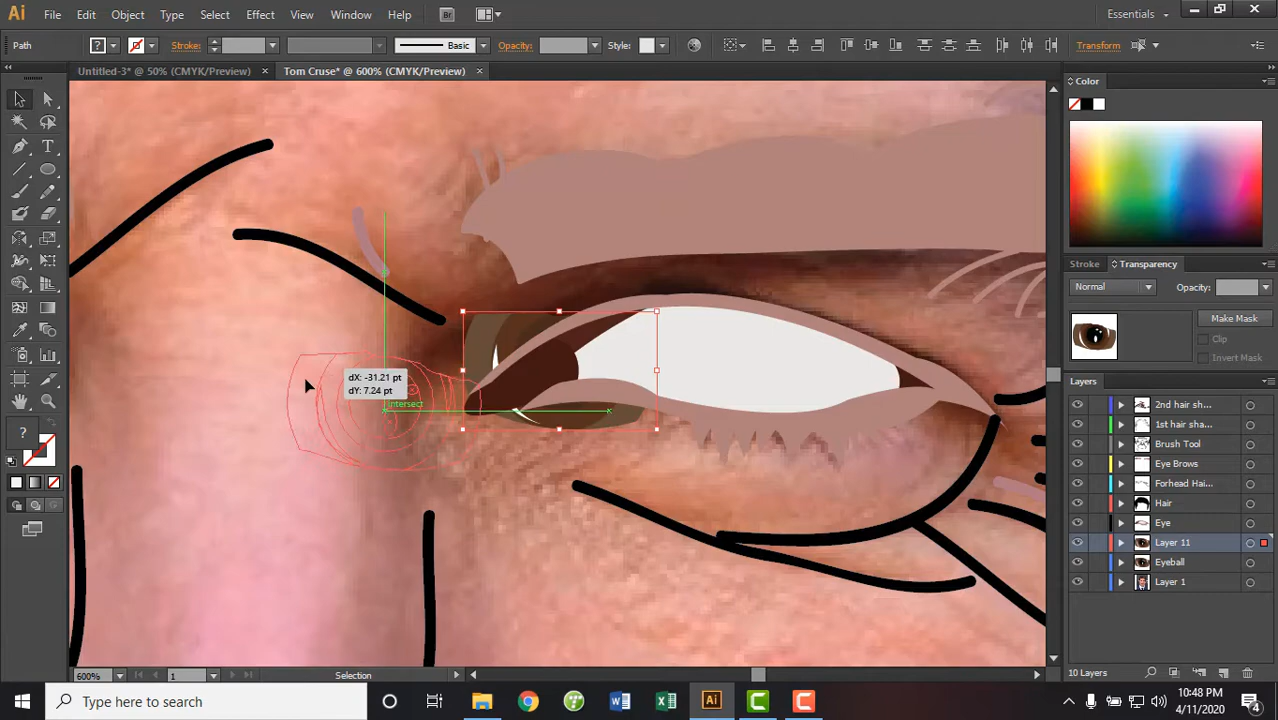 Ai File Edit Object Type Select Effect View Window Help Br Essentials
Path ? Stroke: Basic Opacity: Style: Transform
Untitled-3* @ 50% (CMYK/Preview) Tom Cruse* @ 600% (CMYK/Preview)
Color
Stroke Transparency
Normal Opacity:
Make Mask
Clip
Invert Mask
Layers
2nd hair sh...
1st hair sha...
Brush Tool
Eye Brows
Forhead Hai...
Hair
Eye
Layer 11
Eyeball
Layer 1
10 Layers
T
?
dX: -31.21 pt
dY: 7.24 pt
Intersect
600% 1 Selection
Type here to search
10:48 PM
4/11/2020
4